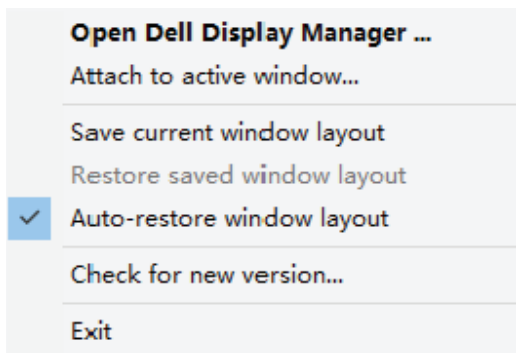 Open Dell Display Manager ...
Attach to active window...
Save current window layout
Restore saved window layout
Auto-restore window layout
Check for new version...
Exit